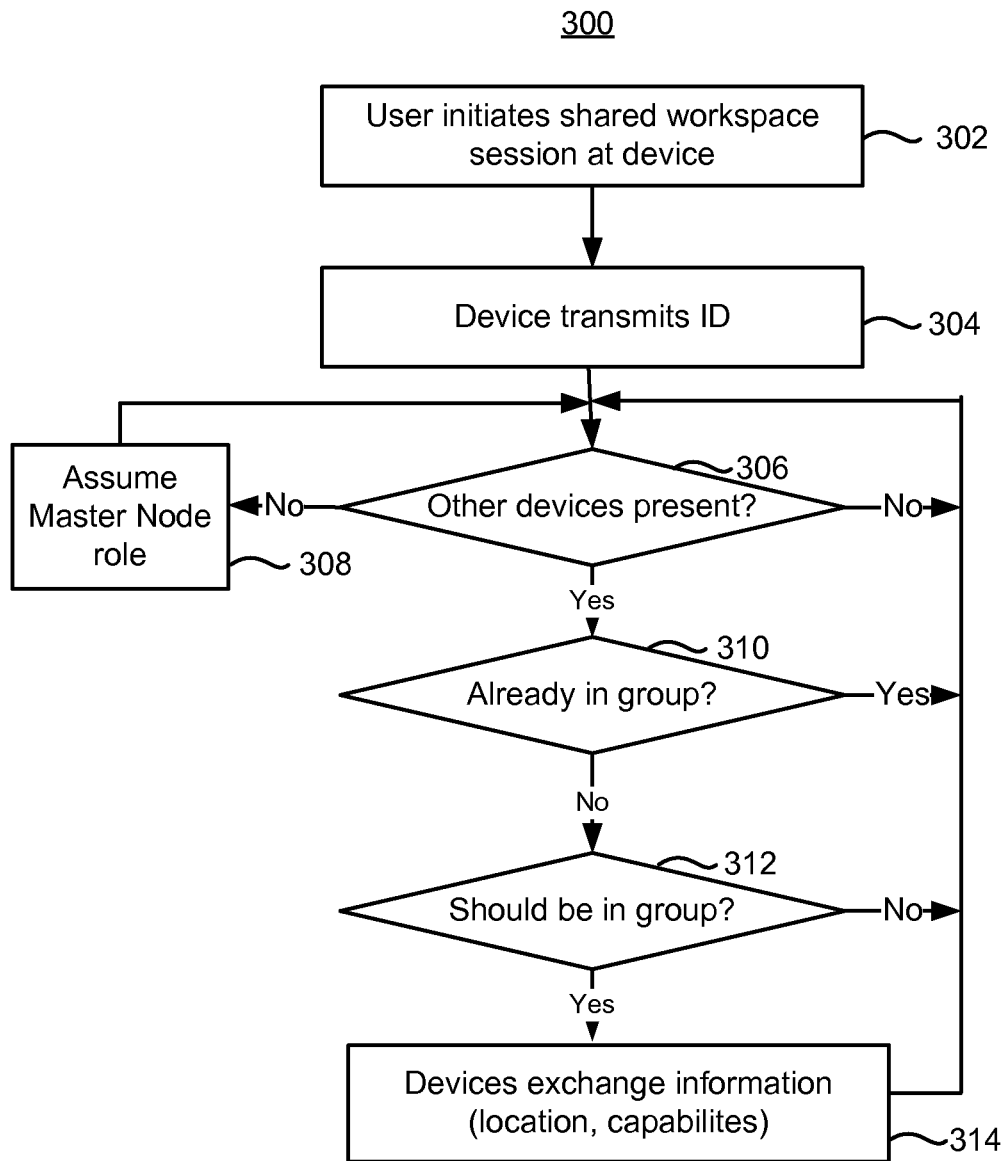 300
User initiates shared workspace
session at device
302
Device transmits ID
304
Assume
Master Node
role
308
No
Other devices present?
306
No
Yes
310
Already in group?
Yes
No
312
Should be in group?
No
Yes
Devices exchange information
(location, capabilites)
314